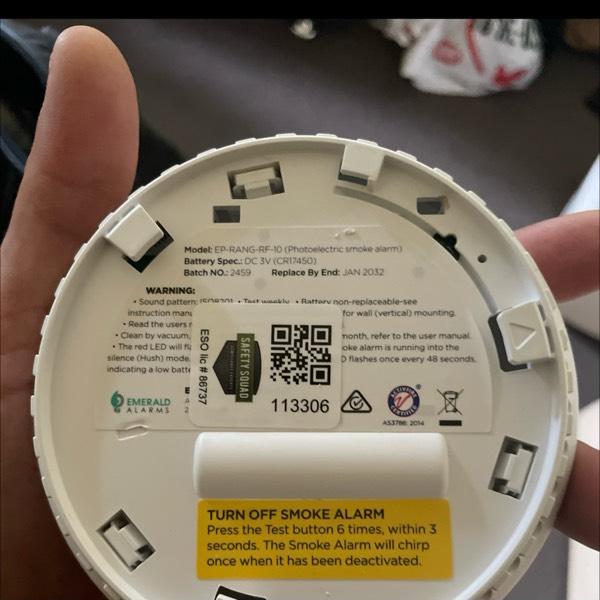 Model: EP-RANG-RF-10 (Photoelectric smoke alarm)
Battery Spec.: DC 3V (CR17450)
Batch NO.: 2459 Replace By End: JAN 2032
WARNING:
• Sound pattern: ISO8201 • Test weekly • Battery non-replaceable-see
instruction for wall (vertical) mounting.
• Read the users
• Clean by vacuum, month, refer to the user manual.
• The red LED will alarm is running into the
silence (Hush) mode. flashes once every 48 seconds,
indicating a low
ESO lic # 86737
SAFETY SQUAD
113306
EMERALD
ALARMS
ACTIVFIRE
CERTIFIED
AS3786: 2014
TURN OFF SMOKE ALARM
Press the Test button 6 times, within 3
seconds. The Smoke Alarm will chirp
once when it has been deactivated.